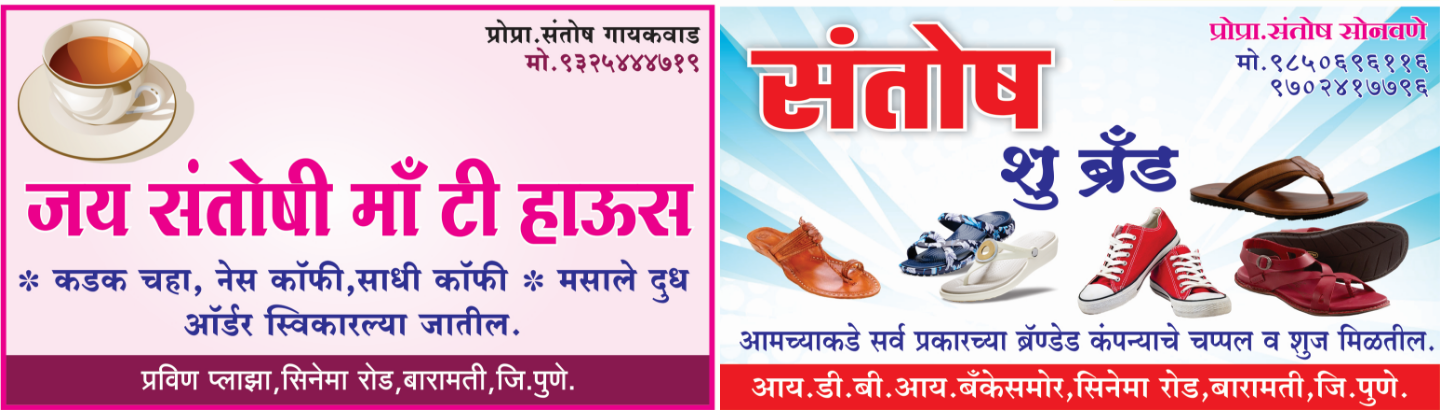 प्रोप्रा.संतोष गायकवाड
मो.९३२५४४४७१९
जय संतोषी माँ टी हाऊस
* कडक चहा, नेस कॉफी,साधी कॉफी * मसाले दुध
ऑर्डर स्विकारल्या जातील.
प्रविण प्लाझा,सिनेमा रोड,बारामती,जि.पुणे.
प्रोप्रा.संतोष सोनवणे
मो.९८५०६९६११६
९७०२४१७७९६
संतोष
शु ब्रँड
आमच्याकडे सर्व प्रकारच्या ब्रॅण्डेड कंपन्याचे चप्पल व शुज मिळतील.
आय.डी.बी.आय.बँकेसमोर,सिनेमा रोड,बारामती,जि.पुणे.